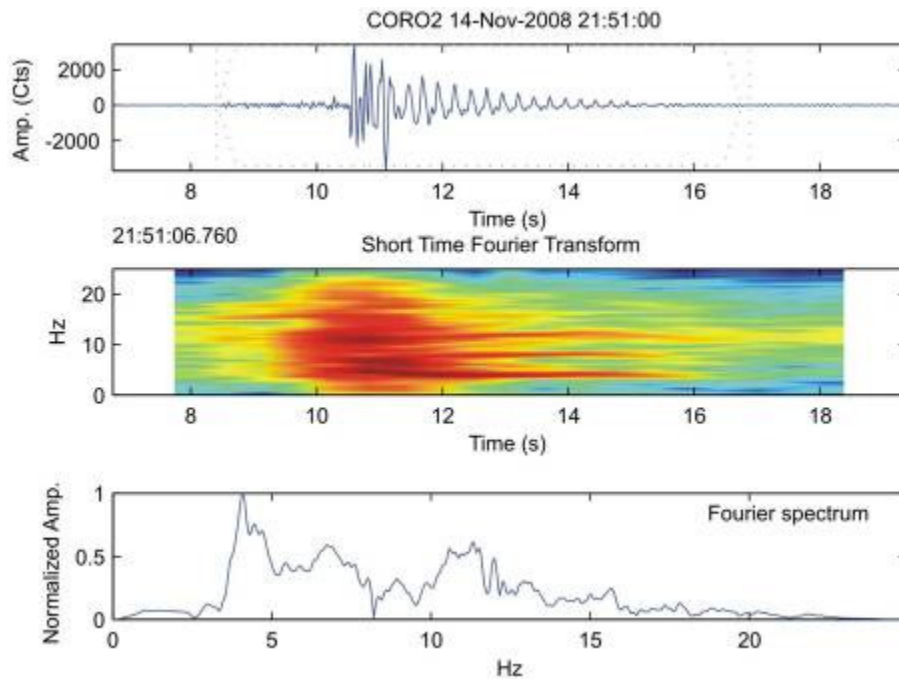 CORO2 14-Nov-2008 21:51:00
Amp. (Cts)
2000
0
-2000
8 10 12 14 16 18
Time (s)
21:51:06.760
Short Time Fourier Transform
Hz
20
10
0
8 10 12 14 16 18
Time (s)
Normalized Amp.
1
0.5
0
Fourier spectrum
0 5 10 15 20
Hz